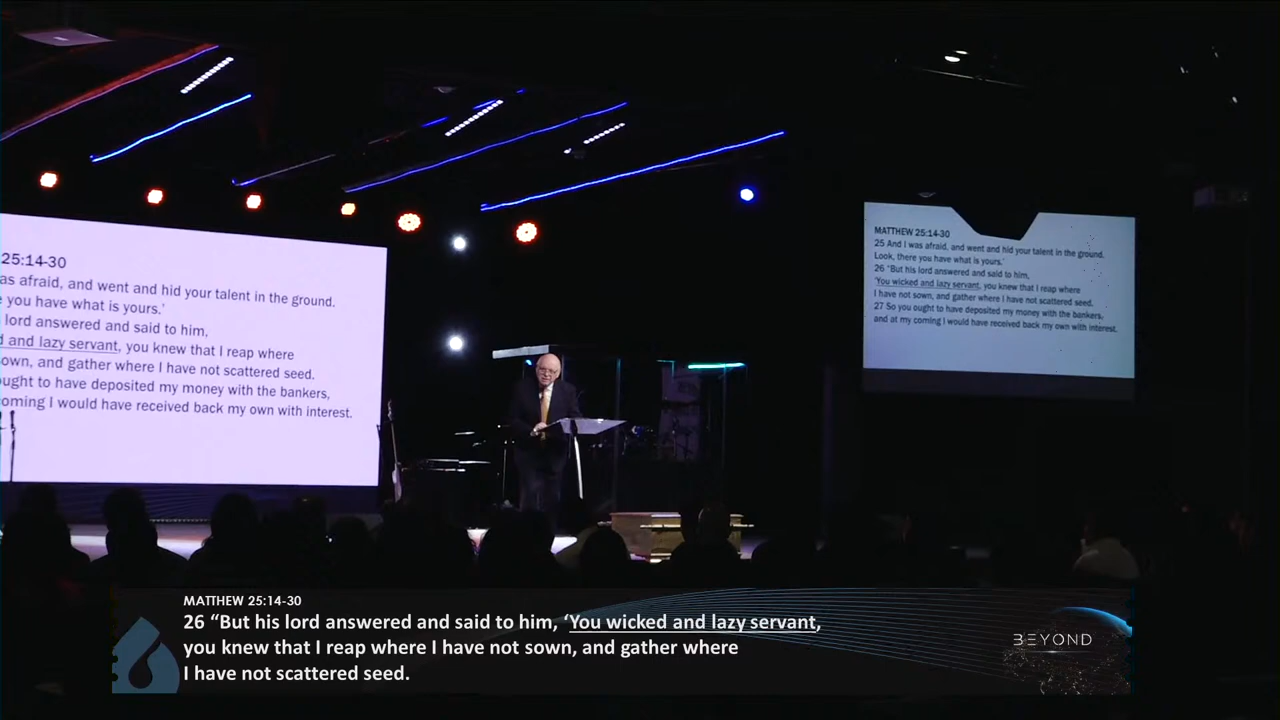 25:14-30
as afraid, and went and hid your talent in the ground.
e you have what is yours.'
lord answered and said to him,
d and lazy servant, you knew that I reap where
own, and gather where I have not scattered seed.
ught to have deposited my money with the bankers,
oming I would have received back my own with interest.
MATTHEW 25:14-30
25 And I was afraid, and went and hid your talent in the ground.
Look, there you have what is yours.'
26 “But his lord answered and said to him,
'You wicked and lazy servant, you knew that I reap where
I have not sown, and gather where I have not scattered seed.
27 So you ought to have deposited my money with the bankers,
and at my coming I would have received back my own with interest.
MATTHEW 25:14-30
26 “But his lord answered and said to him, ‘You wicked and lazy servant,
you knew that I reap where I have not sown, and gather where
I have not scattered seed.
BEYOND